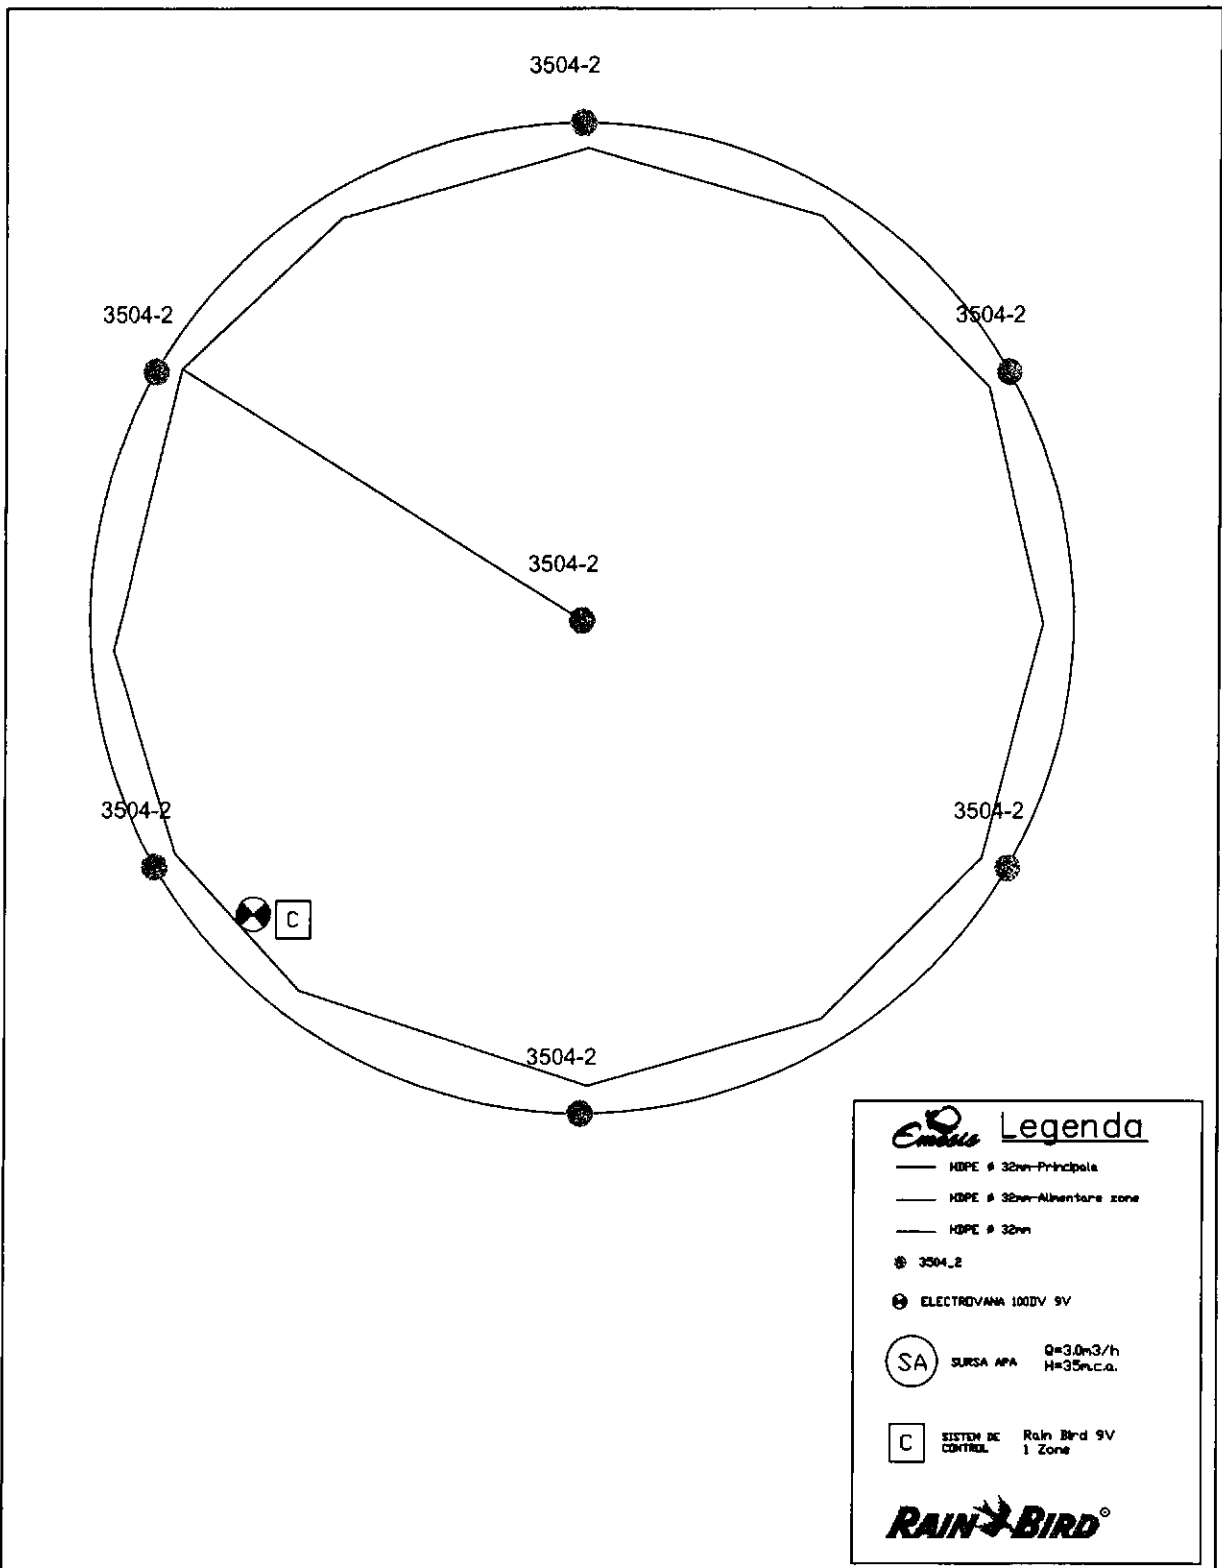 3504-2
3504-2
3504-2
3504-2
3504-2
3504-2
C
3504-2
Emosis Legenda
HDPE ø 32mm-Principala
HDPE ø 32mm-Alimentare zone
HDPE ø 32mm
3504_2
ELECTROVANA 100DV 9V
SA SURSA APA Q=3.0m3/h
H=35m.c.a.
C SISTEM DE CONTROL Rain Bird 9V
1 Zone
RAIN BIRD®